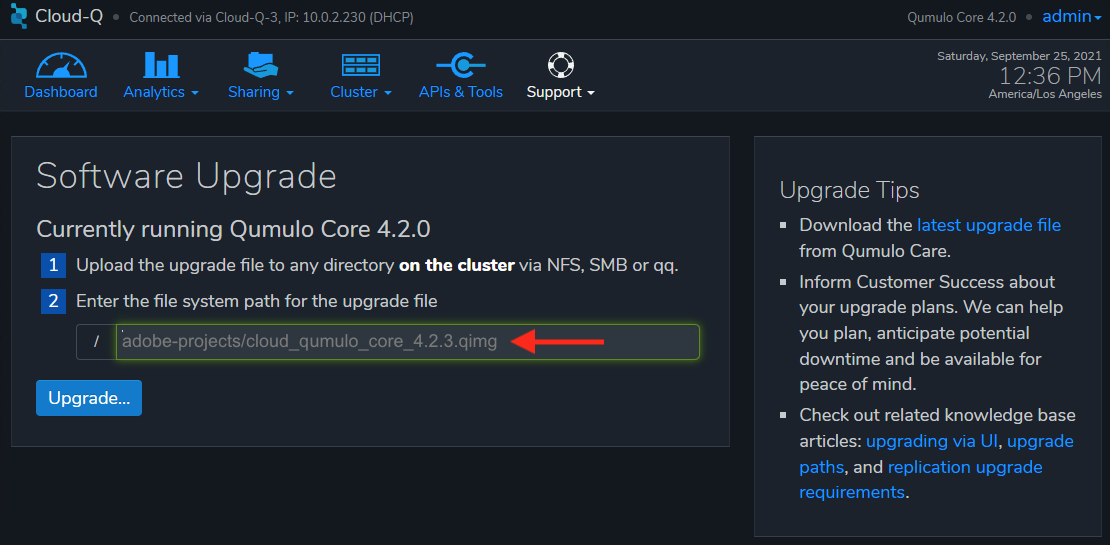 Cloud-Q • Connected via Cloud-Q-3, IP: 10.0.2.230 (DHCP)
Qumulo Core 4.2.0 • admin
Dashboard
Analytics
Sharing
Cluster
APIs & Tools
Support
Saturday, September 25, 2021
12:36 PM
America/Los Angeles
Software Upgrade
Currently running Qumulo Core 4.2.0
1 Upload the upgrade file to any directory on the cluster via NFS, SMB or qq.
2 Enter the file system path for the upgrade file
/ adobe-projects/cloud_qumulo_core_4.2.3.qimg
Upgrade...
Upgrade Tips
Download the latest upgrade file
from Qumulo Care.
Inform Customer Success about
your upgrade plans. We can help
you plan, anticipate potential
downtime and be available for
peace of mind.
Check out related knowledge base
articles: upgrading via UI, upgrade
paths, and replication upgrade
requirements.